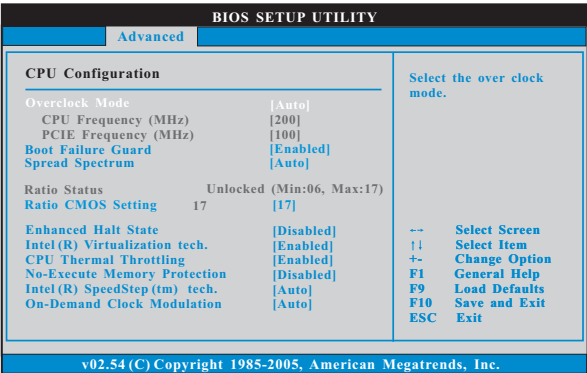 BIOS SETUP UTILITY
Advanced
CPU Configuration
Overclock Mode [Auto]
CPU Frequency (MHz) [200]
PCIE Frequency (MHz) [100]
Boot Failure Guard [Enabled]
Spread Spectrum [Auto]
Ratio Status Unlocked (Min:06, Max:17)
Ratio CMOS Setting 17 [17]
Enhanced Halt State [Disabled]
Intel (R) Virtualization tech. [Enabled]
CPU Thermal Throttling [Enabled]
No-Execute Memory Protection [Disabled]
Intel (R) SpeedStep (tm) tech. [Auto]
On-Demand Clock Modulation [Auto]
Select the over clock
mode.
←→ Select Screen
↑↓ Select Item
+- Change Option
F1 General Help
F9 Load Defaults
F10 Save and Exit
ESC Exit
v02.54 (C) Copyright 1985-2005, American Megatrends, Inc.